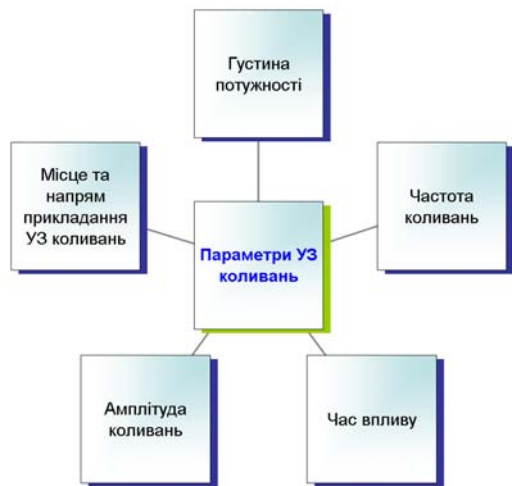 Густина
потужності
Місце та
напрям
прикладання
УЗ коливань
Частота
коливань
Параметри УЗ
коливань
Амплітуда
коливань
Час впливу